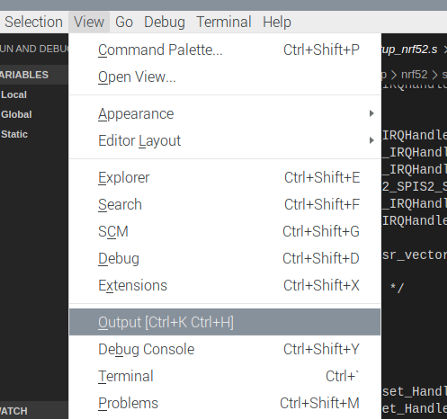 Selection View Go Debug Terminal Help
UN AND DEBU
Command Palette... Ctrl+Shift+P
up_nrf52.s
Open View...
ARIABLES
p > nrf52 > s
Local
IRQHandle
Appearance
Global
Static
Editor Layout
IRQHandle
_IRQHandl
Explorer Ctrl+Shift+E
_IRQHandl
2_SPIS2_S
Search Ctrl+Shift+F
_IRQHandl
IRQHandle
SCM Ctrl+Shift+G
sr_vector
Debug Ctrl+Shift+D
Extensions Ctrl+Shift+X
*/
Output [Ctrl+K Ctrl+H]
Debug Console Ctrl+Shift+Y
Terminal Ctrl+`
set_Handl
Problems Ctrl+Shift+M
WATCH
et_Handle